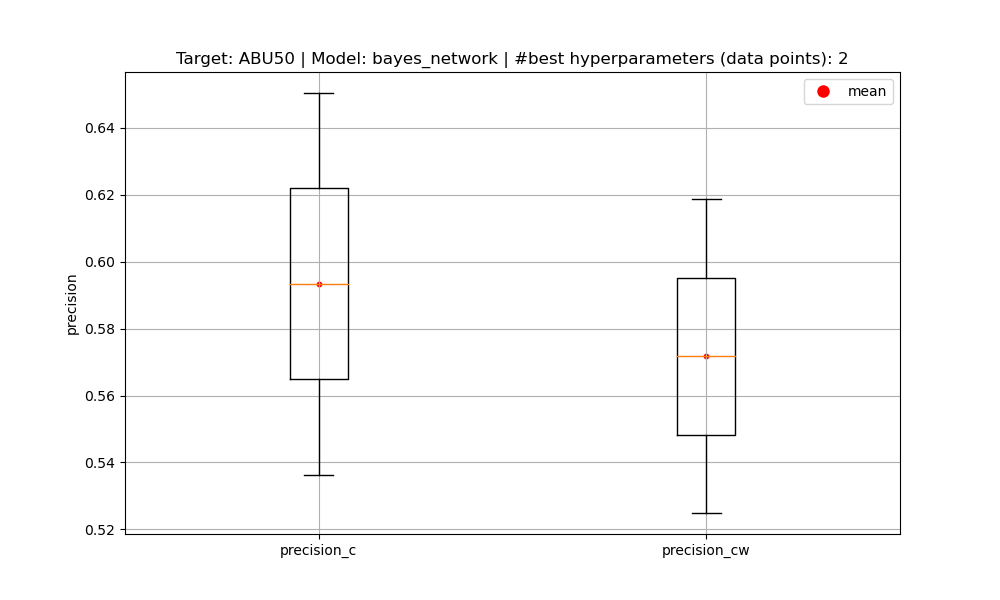 Target: ABU50 | Model: bayes_network | #best hyperparameters (data points): 2
mean
0.64
0.62
0.60
0.58
0.56
0.54
0.52
precision
precision_c
precision_cw